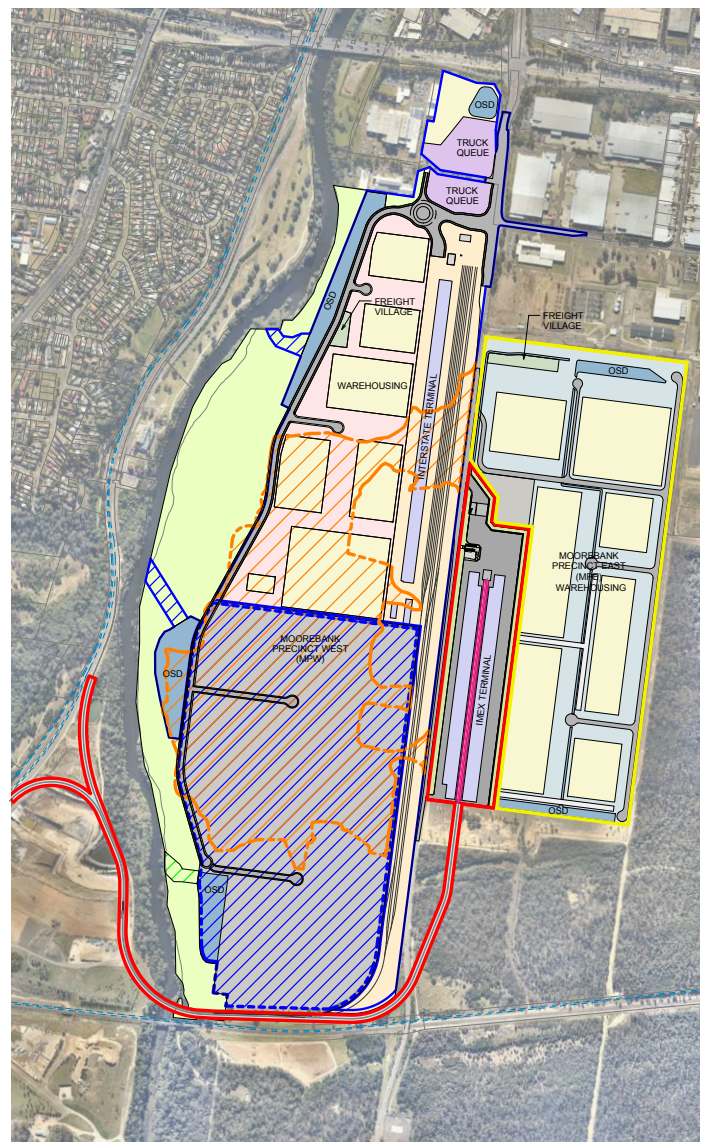 OSD
TRUCK
QUEUE
TRUCK
QUEUE
OSD
FREIGHT
VILLAGE
FREIGHT
VILLAGE
OSD
WAREHOUSING
INTERSTATE TERMINAL
MOOREBANK
PRECINCT EAST
(MPE)
WAREHOUSING
MOOREBANK
PRECINCT WEST
(MPW)
OSD
IMEX TERMINAL
OSD
OSD